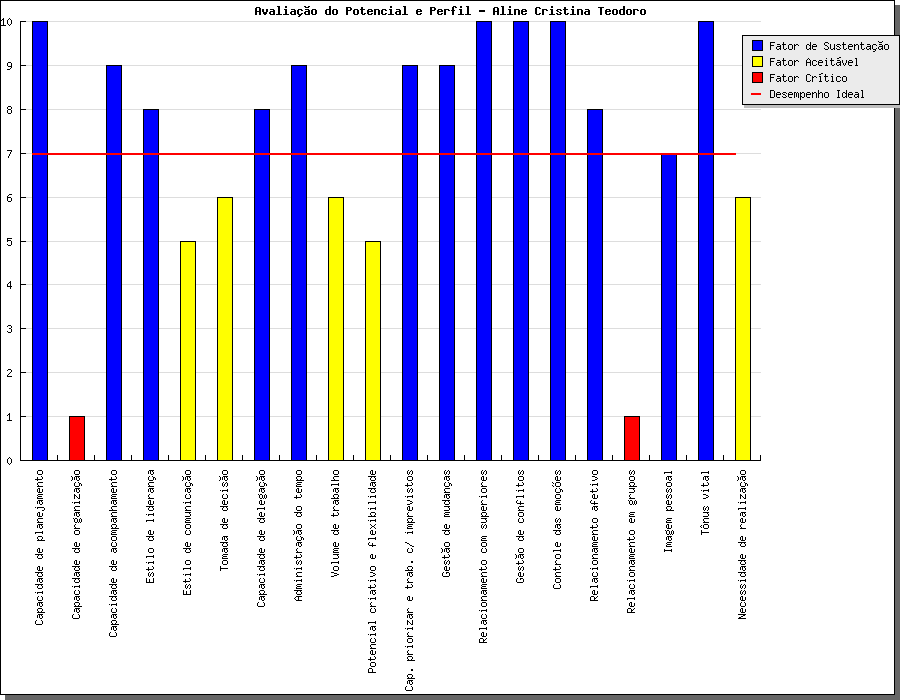 Avaliação do Potencial e Perfil - Aline Cristina Teodoro
Fator de Sustentação
Fator Aceitável
Fator Crítico
Desempenho Ideal
10
9
8
7
6
5
4
3
2
1
0
Capacidade de planejamento
Capacidade de organização
Capacidade de acompanhamento
Estilo de liderança
Estilo de comunicação
Tomada de decisão
Capacidade de delegação
Administração do tempo
Volume de trabalho
Potencial criativo e flexibilidade
Cap. priorizar e trab. c/ imprevistos
Gestão de mudanças
Relacionamento com superiores
Gestão de conflitos
Controle das emoções
Relacionamento afetivo
Relacionamento em grupos
Imagem pessoal
Tônus vital
Necessidade de realização